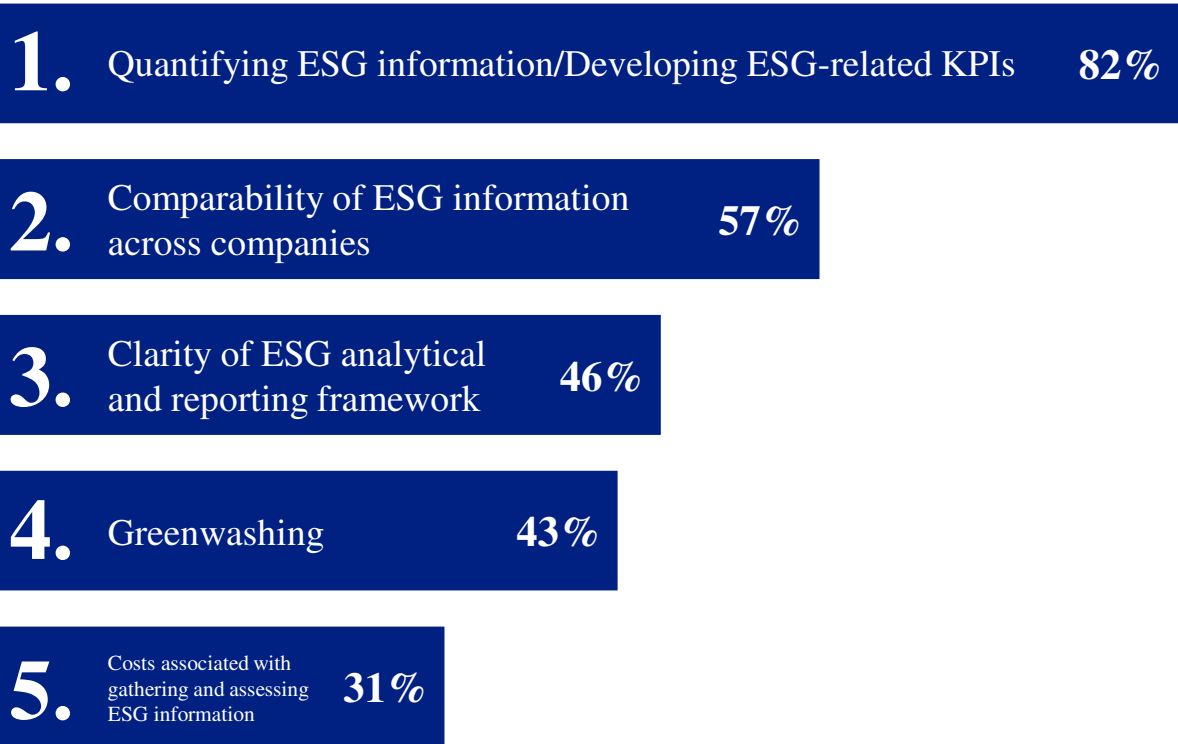 1. Quantifying ESG information/Developing ESG-related KPIs 82%
2. Comparability of ESG information
across companies 57%
3. Clarity of ESG analytical
and reporting framework 46%
4. Greenwashing 43%
5. Costs associated with
gathering and assessing
ESG information 31%